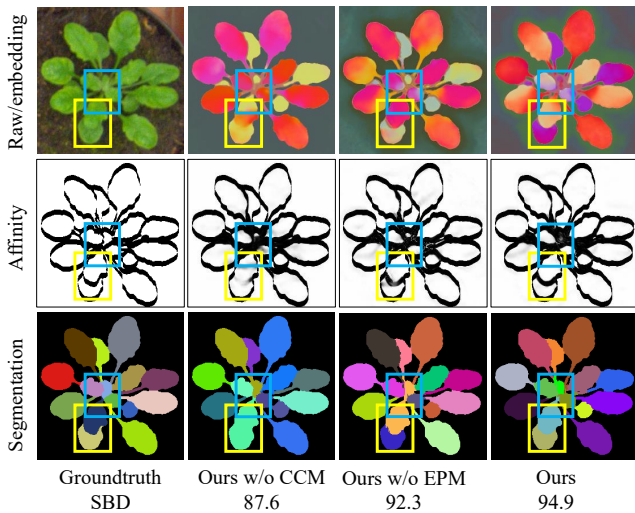 Raw/embedding
Affinity
Segmentation
Groundtruth Ours w/o CCM Ours w/o EPM Ours
SBD 87.6 92.3 94.9